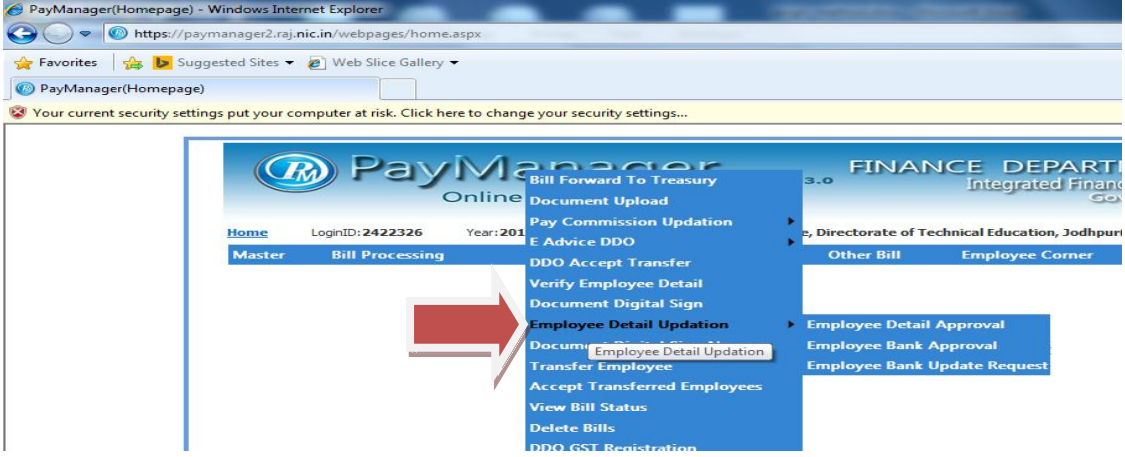 PayManager(Homepage) - Windows Internet Explorer
https://paymanager2.raj.nic.in/webpages/home.aspx
Favorites Suggested Sites Web Slice Gallery
PayManager(Homepage)
Your current security settings put your computer at risk. Click here to change your security settings...
PM PayManager
Online
3.0
FINANCE
Integrated
Home LoginID:2422326 Year:201
Directorate of Technical Education,
Master Bill Processing Other Bill Employee Corner
Bill Forward To Treasury
Document Upload
Pay Commission Updation
E Advice DDO
DDO Accept Transfer
Verify Employee Detail
Document Digital Sign
Employee Detail Updation
Employee Detail Approval
Employee Bank Approval
Employee Detail Updation
Transfer Employee
Employee Bank Update Request
Accept Transferred Employees
View Bill Status
Delete Bills
DDO GST Registration